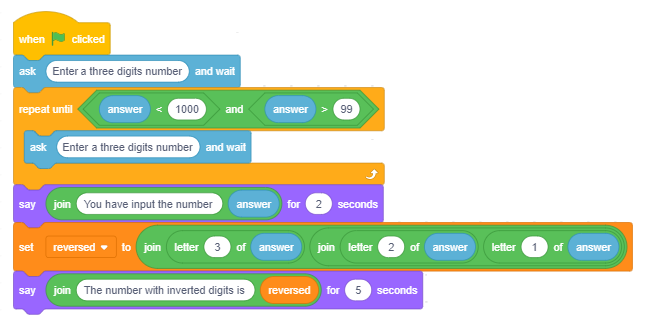 when clicked
ask Enter a three digits number and wait
repeat until answer < 1000 and answer > 99
ask Enter a three digits number and wait
say join You have input the number answer for 2 seconds
set reversed to join letter 3 of answer join letter 2 of answer letter 1 of answer
say join The number with inverted digits is reversed for 5 seconds